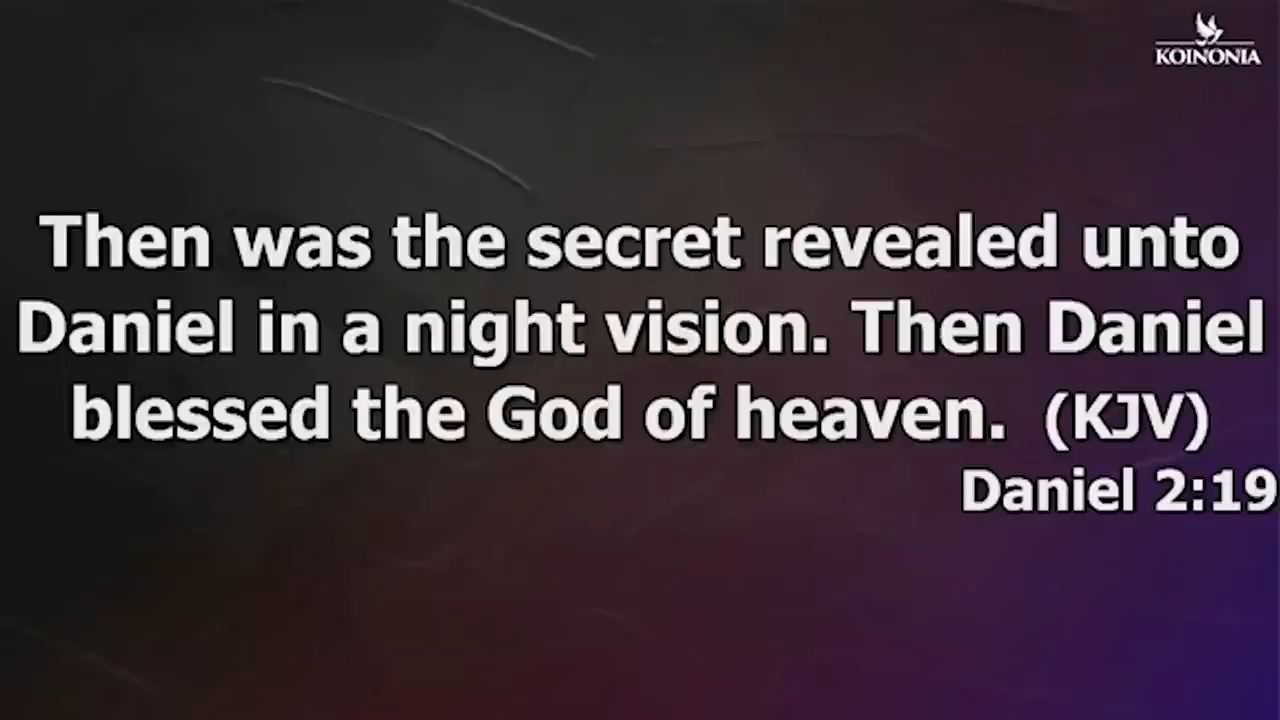 KOINONIA
Then was the secret revealed unto
Daniel in a night vision. Then Daniel
blessed the God of heaven. (KJV)
Daniel 2:19